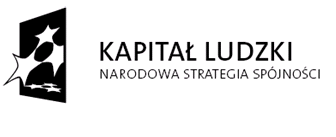 KAPITAŁ LUDZKI
NARODOWA STRATEGIA SPÓJNOŚCI